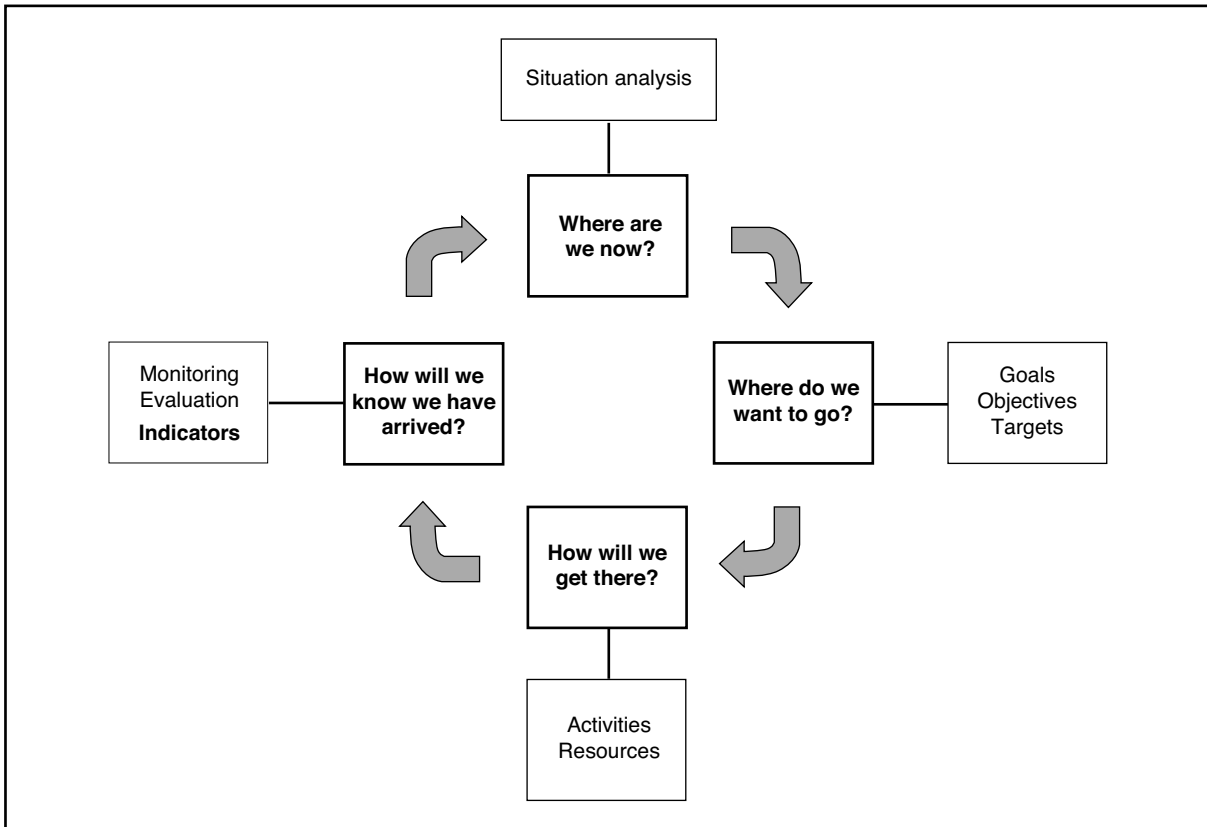 Situation analysis
Where are
we now?
Monitoring
Evaluation
Indicators
How will we
know we have
arrived?
Where do we
want to go?
Goals
Objectives
Targets
How will we
get there?
Activities
Resources